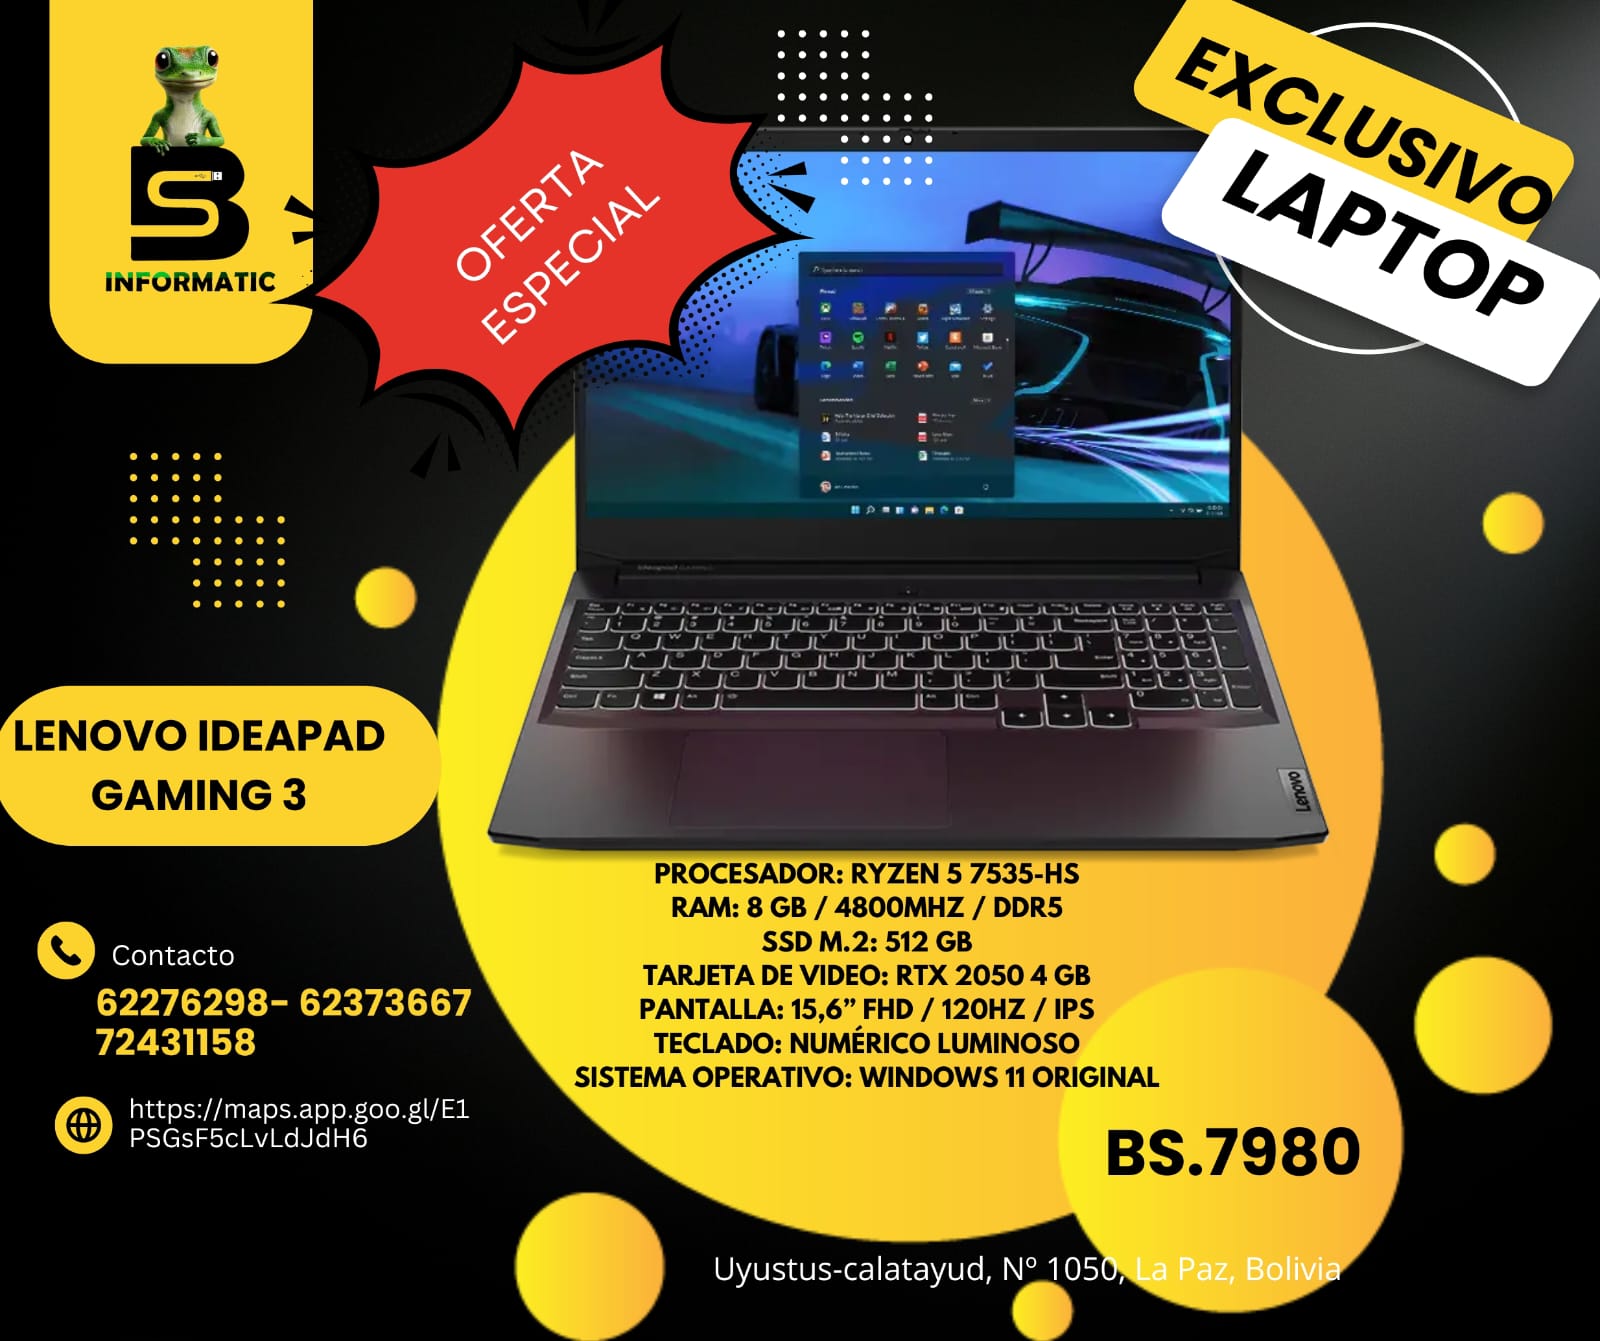 BS
INFORMATIC
OFERTA
ESPECIAL
EXCLUSIVO
LAPTOP
LENOVO IDEAPAD
GAMING 3
Lenovo
PROCESADOR: RYZEN 5 7535-HS
RAM: 8 GB / 4800MHZ / DDR5
SSD M.2: 512 GB
TARJETA DE VIDEO: RTX 2050 4 GB
PANTALLA: 15,6” FHD / 120HZ / IPS
TECLADO: NUMÉRICO LUMINOSO
SISTEMA OPERATIVO: WINDOWS 11 ORIGINAL
Contacto
62276298- 62373667
72431158
https://maps.app.goo.gl/E1
PSGsF5cLvLdJdH6
BS.7980
Uyustus-calatayud, Nº 1050, La Paz, Bolivia